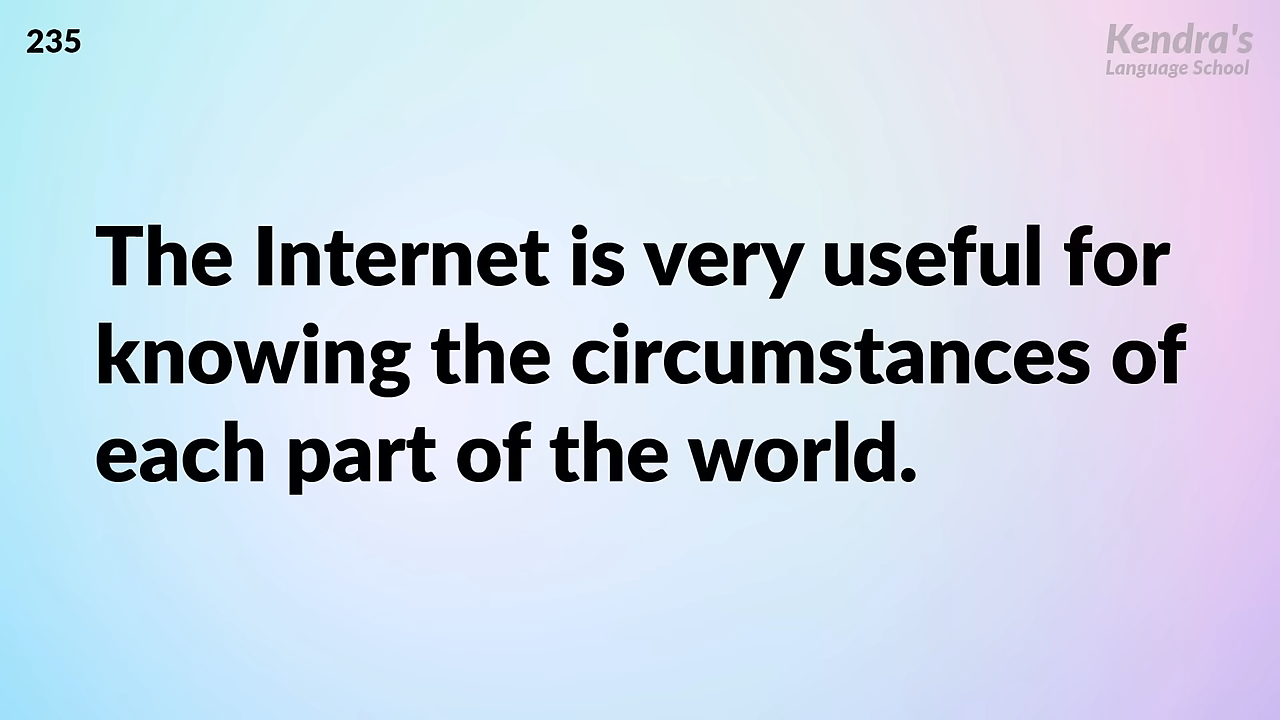 235
Kendra's
Language School
The Internet is very useful for
knowing the circumstances of
each part of the world.